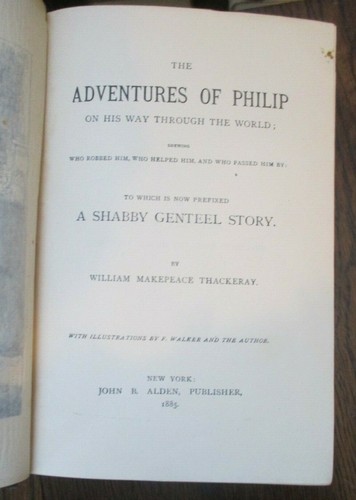 THE
ADVENTURES OF PHILIP
ON HIS WAY THROUGH THE WORLD;
SHEWING
WHO ROBBED HIM, WHO HELPED HIM, AND WHO PASSED HIM BY.
TO WHICH IS NOW PREFIXED
A SHABBY GENTEEL STORY.
BY
WILLIAM MAKEPEACE THACKERAY.
WITH ILLUSTRATIONS BY F. WALKER AND THE AUTHOR.
NEW YORK:
JOHN B. ALDEN, PUBLISHER,
1885.